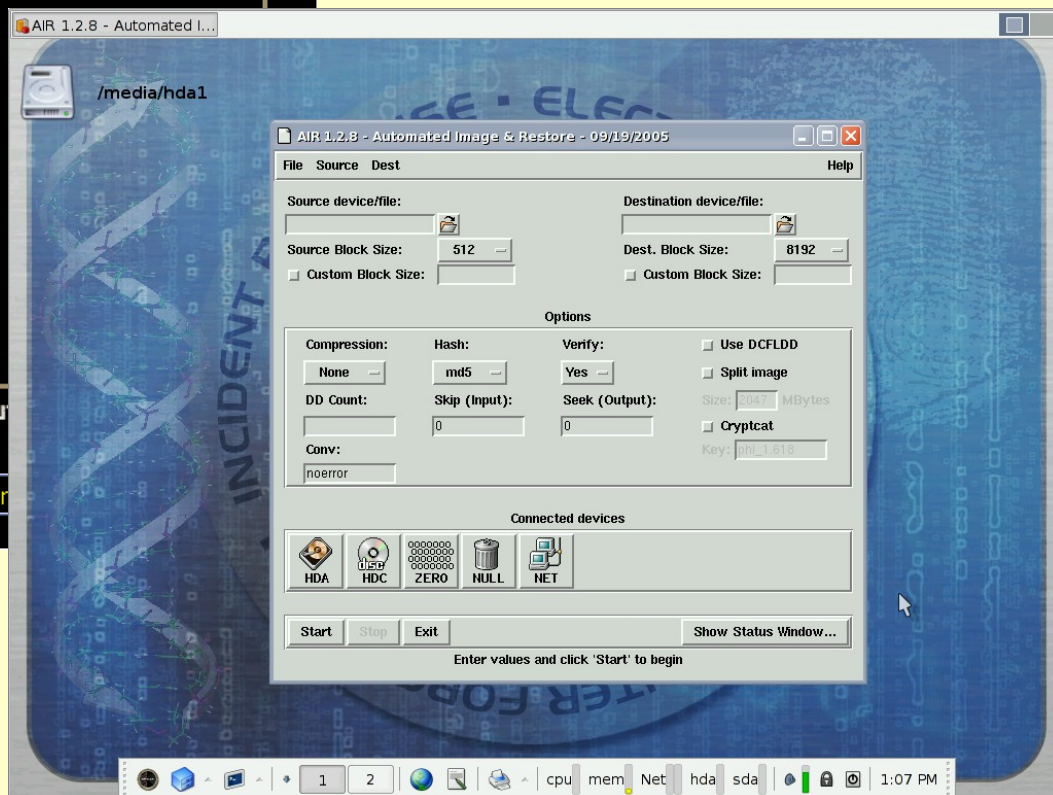 AIR 1.2.8 - Automated I...
/media/hda1
INCIDENT
AIR 1.2.8 - Automated Image & Restore - 09/19/2005
File Source Dest Help
Source device/file: Destination device/file:
Source Block Size: 512 Dest. Block Size: 8192
Custom Block Size: Custom Block Size:
Options
Compression: Hash: Verify: Use DCFLDD
None md5 Yes Split image
DD Count: Skip (Input): Seek (Output): Size: 2047 MBytes
0 0 Cryptcat
Conv: Key: phi_1.618
noerror
Connected devices
HDA HDC ZERO NULL NET
Start Stop Exit Show Status Window...
Enter values and click 'Start' to begin
1 2 cpu mem Net hda sda 1:07 PM